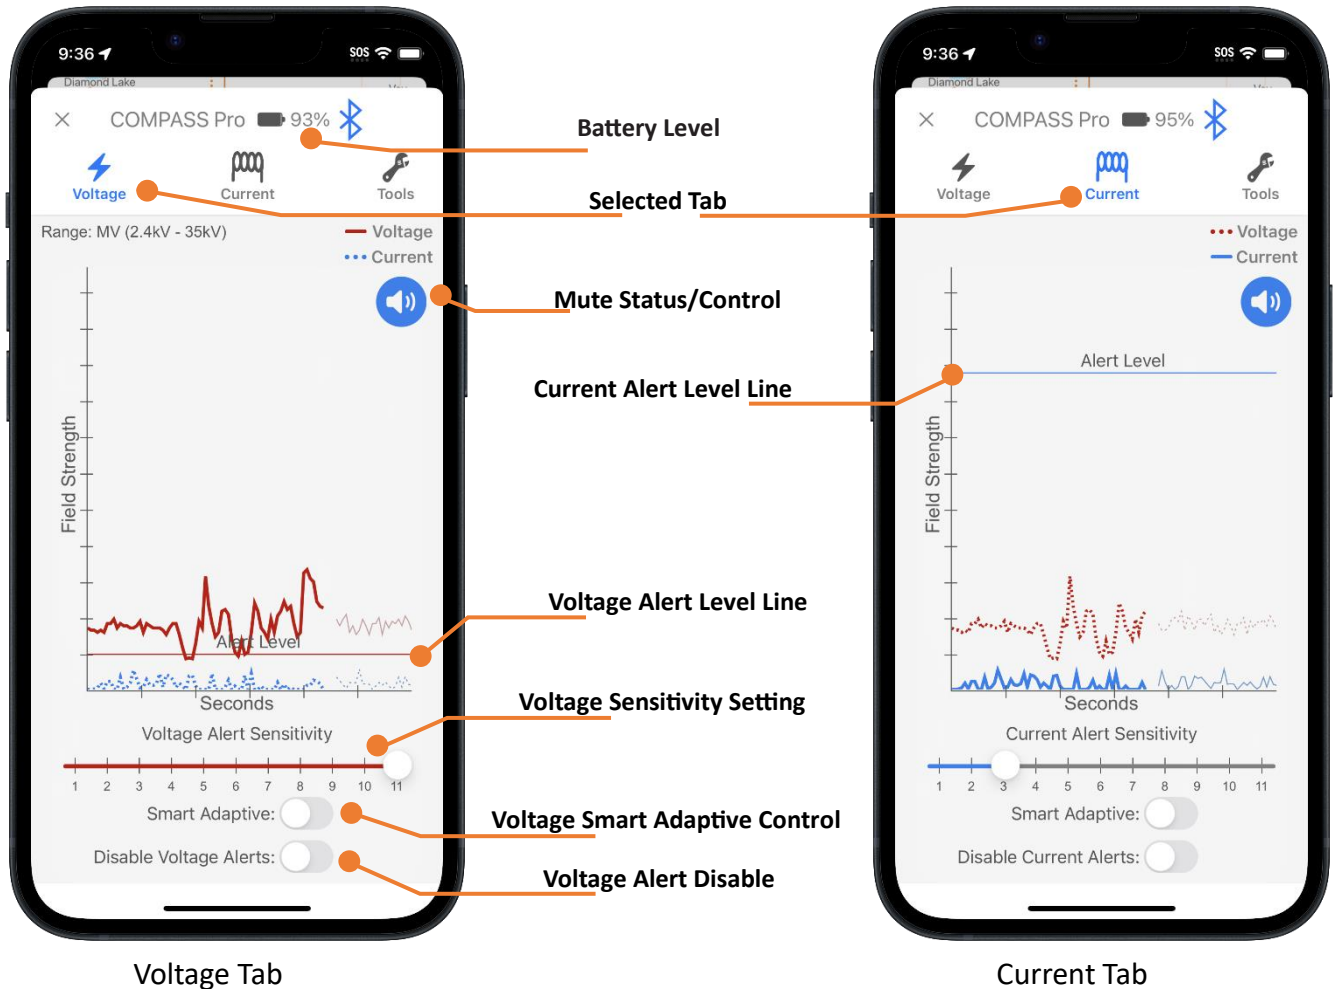 9:36
SOS
Diamond Lake
COMPASS Pro 93%
Voltage
Current
Tools
Range: MV (2.4kV - 35kV)
Voltage
Current
Field Strength
Alert Level
Seconds
Voltage Alert Sensitivity
1 2 3 4 5 6 7 8 9 10 11
Smart Adaptive:
Disable Voltage Alerts:
Voltage Tab
Battery Level
Selected Tab
Mute Status/Control
Current Alert Level Line
Voltage Alert Level Line
Voltage Sensitivity Setting
Voltage Smart Adaptive Control
Voltage Alert Disable
9:36
SOS
Diamond Lake
COMPASS Pro 95%
Voltage
Current
Tools
Voltage
Current
Alert Level
Field Strength
Seconds
Current Alert Sensitivity
1 2 3 4 5 6 7 8 9 10 11
Smart Adaptive:
Disable Current Alerts:
Current Tab